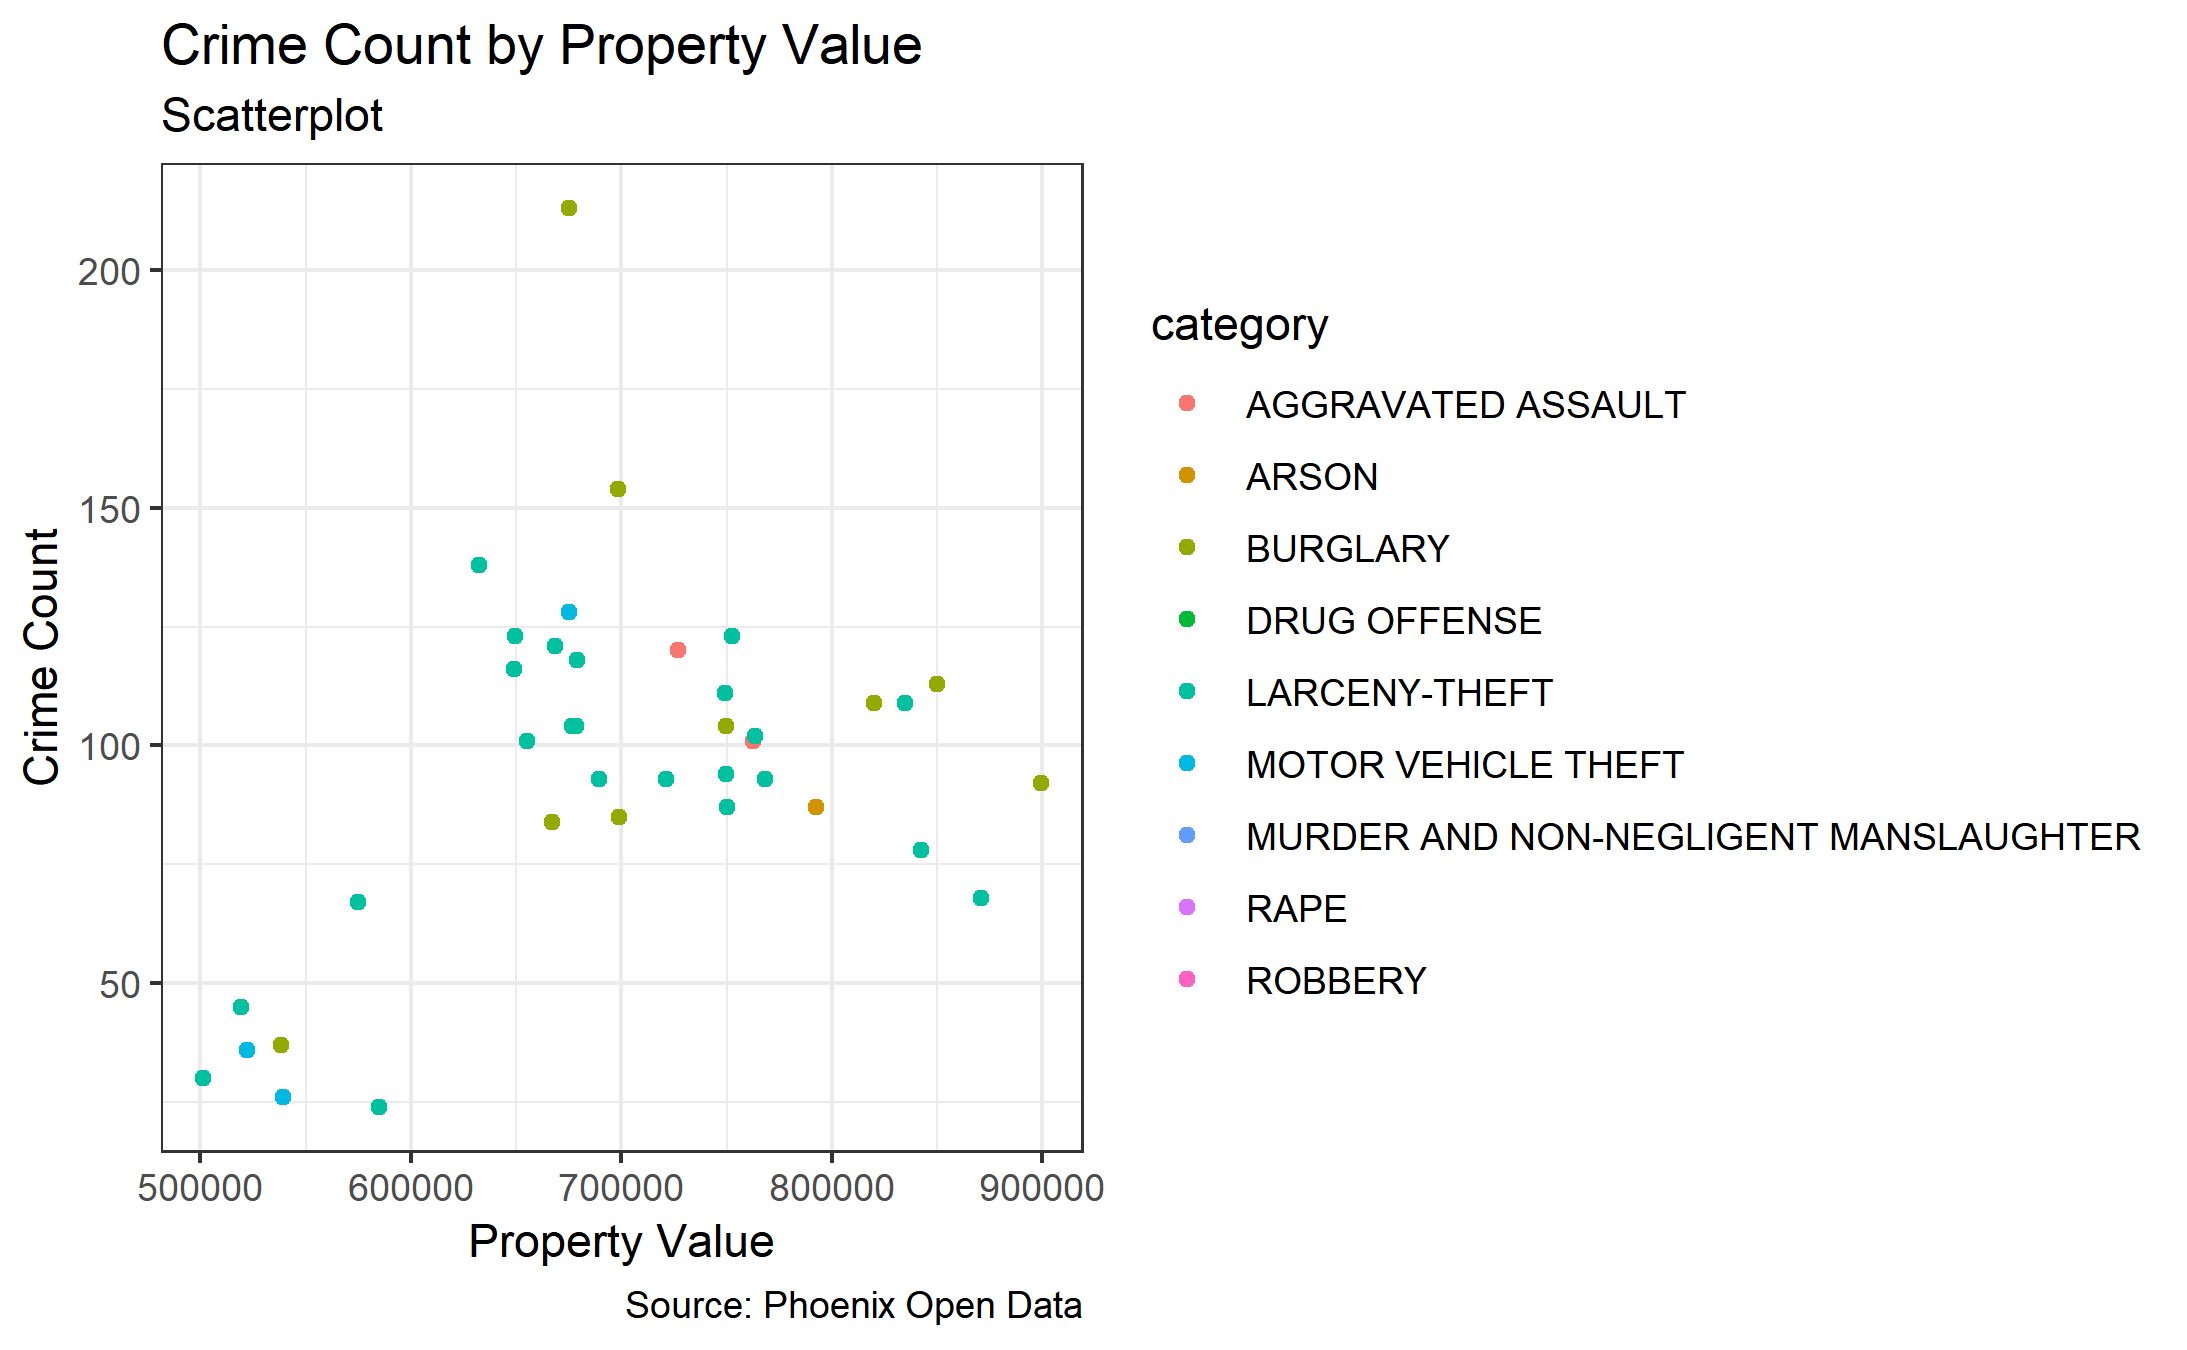 Crime Count by Property Value
Scatterplot
Crime Count
200
150
100
50
500000 600000 700000 800000 900000
Property Value
Source: Phoenix Open Data
category
AGGRAVATED ASSAULT
ARSON
BURGLARY
DRUG OFFENSE
LARCENY-THEFT
MOTOR VEHICLE THEFT
MURDER AND NON-NEGLIGENT MANSLAUGHTER
RAPE
ROBBERY